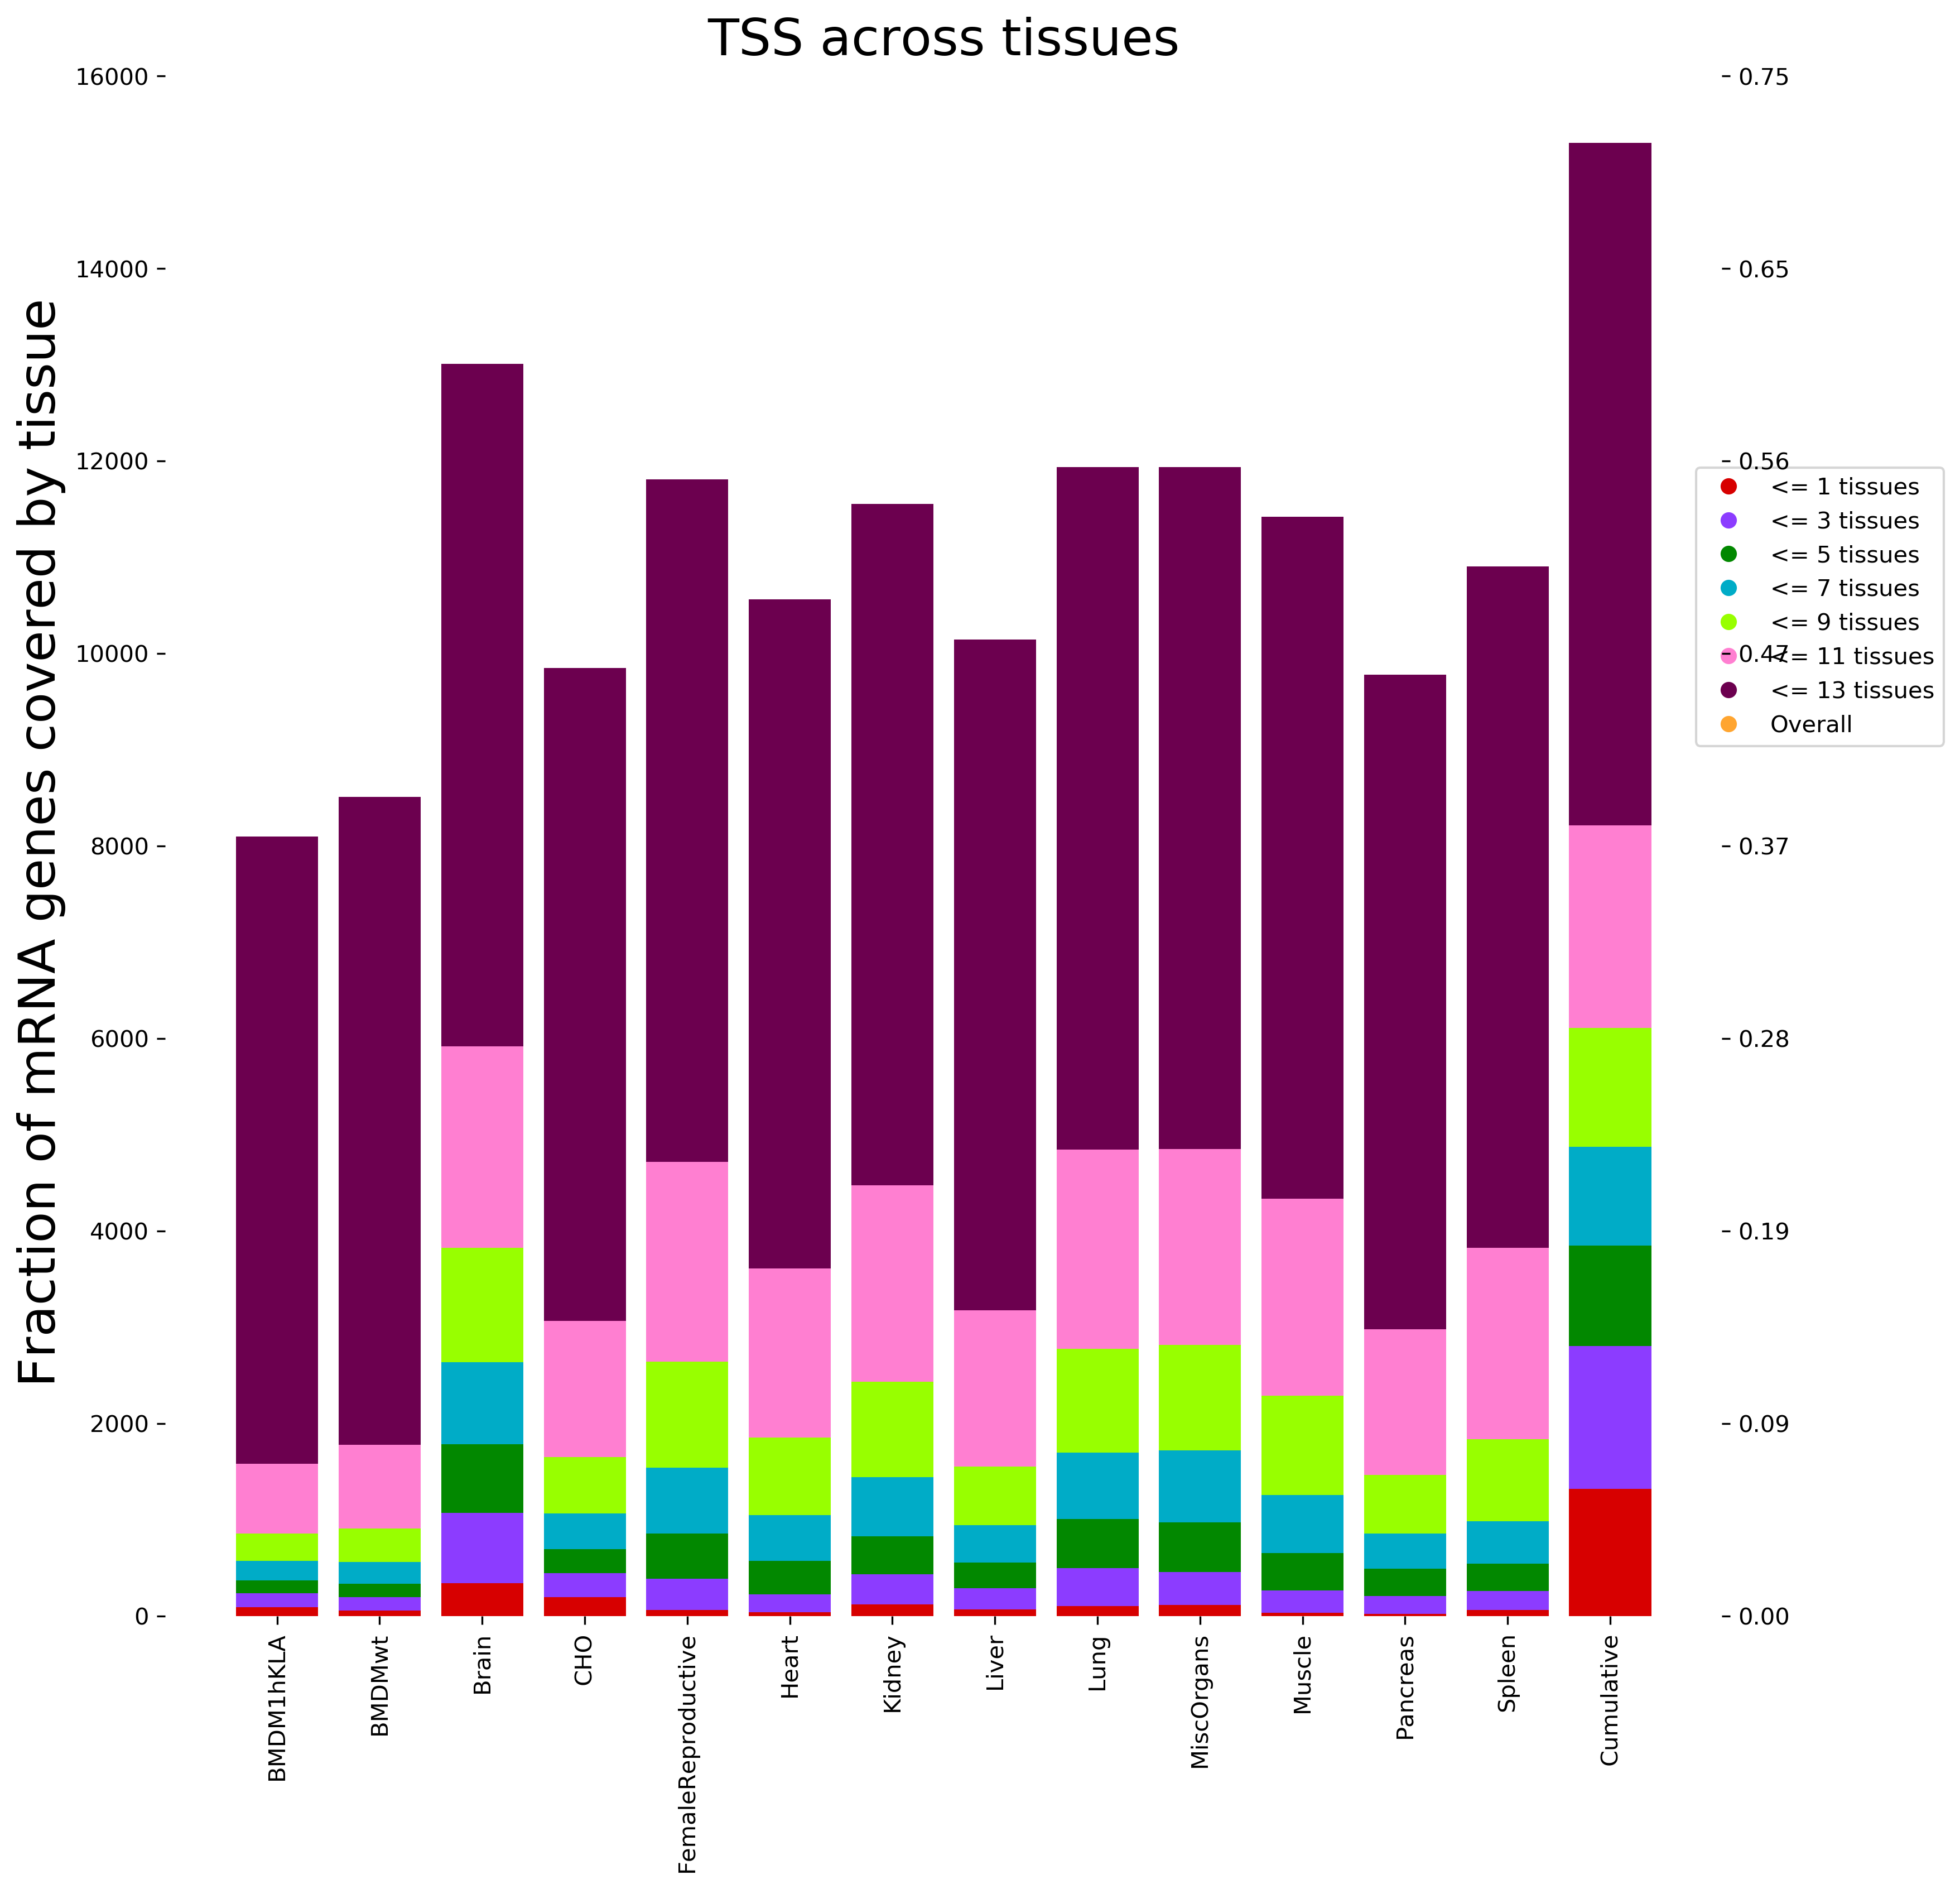 TSS across tissues
Fraction of mRNA genes covered by tissue
16000
14000
12000
10000
8000
6000
4000
2000
0
0.75
0.65
0.56
0.47
0.37
0.28
0.19
0.09
0.00
<= 1 tissues
<= 3 tissues
<= 5 tissues
<= 7 tissues
<= 9 tissues
<= 11 tissues
<= 13 tissues
Overall
BMDM1hKLA
BMDMwt
Brain
CHO
FemaleReproductive
Heart
Kidney
Liver
Lung
MiscOrgans
Muscle
Pancreas
Spleen
Cumulative